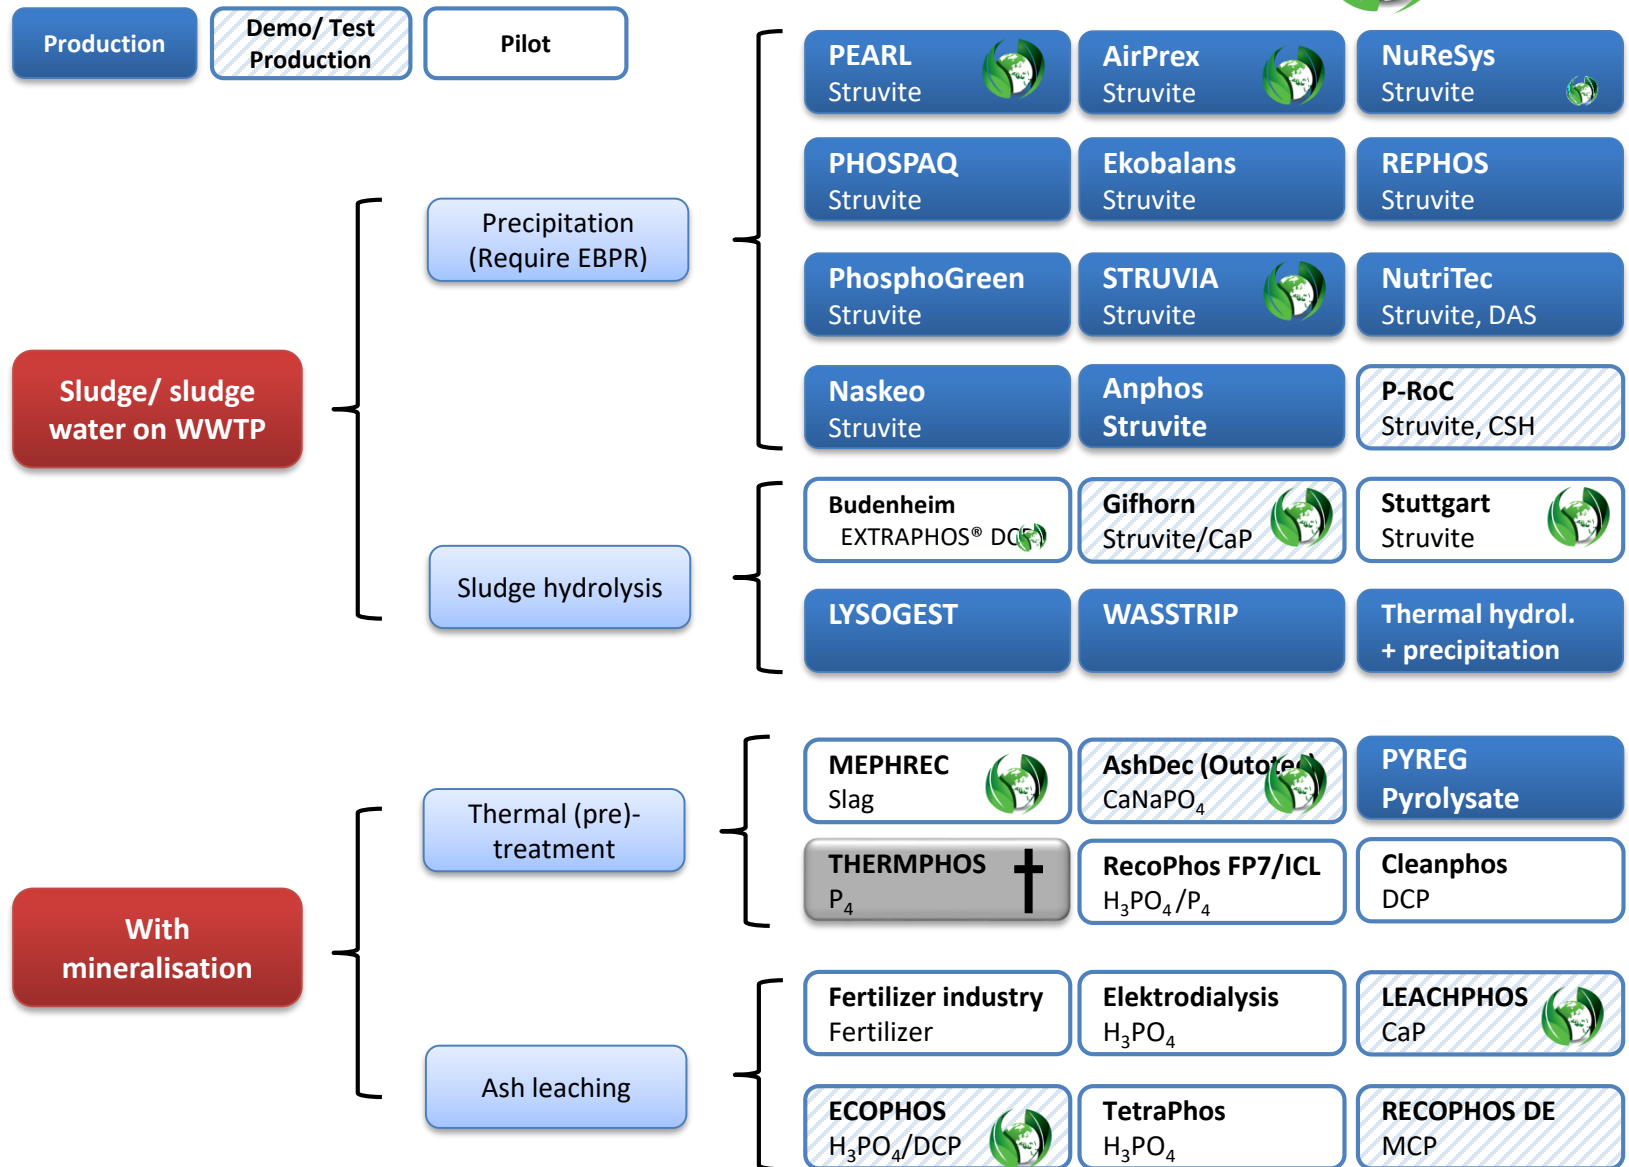 Production
Demo/ Test
Production
Pilot
PEARL
Struvite
AirPrex
Struvite
NuReSys
Struvite
PHOSPAQ
Struvite
Ekobalans
Struvite
REPHOS
Struvite
Precipitation
(Require EBPR)
PhosphoGreen
Struvite
STRUVIA
Struvite
NutriTec
Struvite, DAS
Sludge/ sludge
water on WWTP
Naskeo
Struvite
Anphos
Struvite
P-RoC
Struvite, CSH
Budenheim
EXTRAPHOS® DCP
Gifhorn
Struvite/CaP
Stuttgart
Struvite
Sludge hydrolysis
LYSOGEST
WASSTRIP
Thermal hydrol.
+ precipitation
MEPHREC
Slag
AshDec (Outotec)
CaNaPO₄
PYREG
Pyrolysate
Thermal (pre)-
treatment
THERMPHOS
P₄
RecoPhos FP7/ICL
H₃PO₄/P₄
Cleanphos
DCP
With
mineralisation
Fertilizer industry
Fertilizer
Elektrodialysis
H₃PO₄
LEACHPHOS
CaP
Ash leaching
ECOPHOS
H₃PO₄/DCP
TetraPhos
H₃PO₄
RECOPHOS DE
MCP